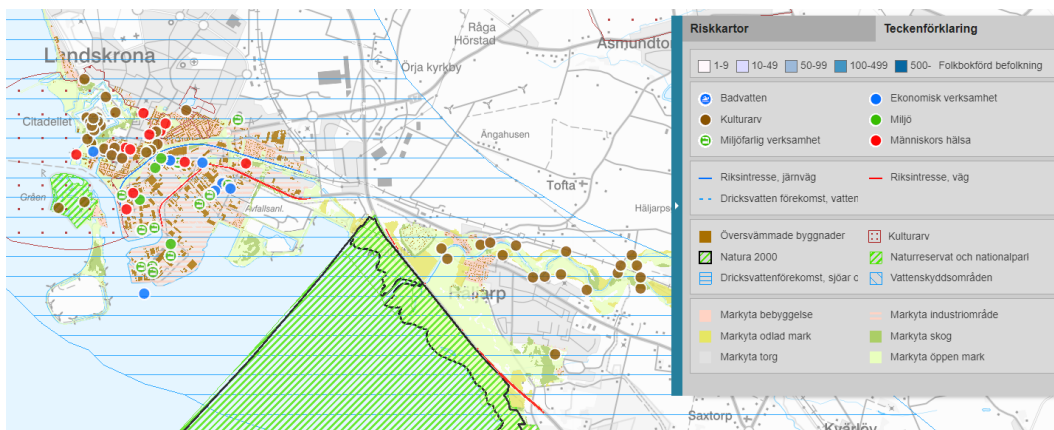 Landskrona
Råga
Hörstad
Asmundto
Örja kyrkby
Citadellet
Ängahusen
Tofta
Häljarps
Gråen
Avfallsanl.
Saxtorp
Riskkartor
Teckenförklaring
1-9 10-49 50-99 100-499 500- Folkbokförd befolkning
Badvatten
Ekonomisk verksamhet
Kulturarv
Miljö
Miljöfarlig verksamhet
Människors hälsa
Riksintresse, järnväg
Riksintresse, väg
Dricksvatten förekomst, vatten
Översvämmade byggnader
Kulturarv
Natura 2000
Naturreservat och nationalparl
Dricksvattenförekomst, sjöar c
Vattenskyddsområden
Markyta bebyggelse
Markyta industriområde
Markyta odlad mark
Markyta skog
Markyta torg
Markyta öppen mark